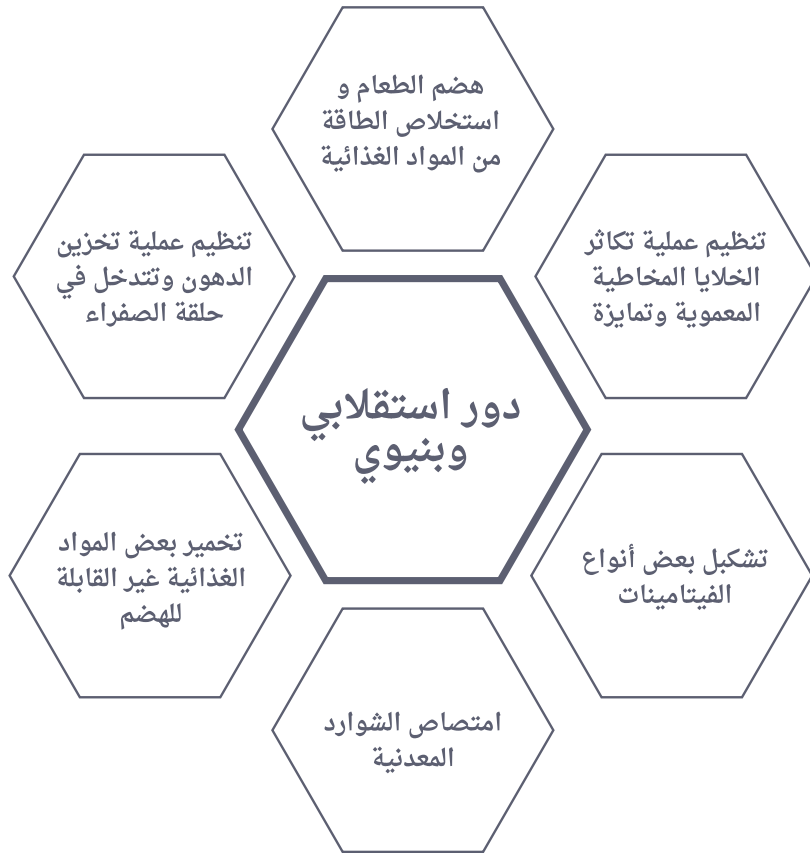 هضم الطعام و
استخلاص الطاقة
من المواد الغذائية
تنظيم عملية تكاثر
الخلايا المخاطية
المعموية وتمايزة
تنظيم عملية تخزين
الدهون وتتدخل في
حلقة الصفراء
دور استقلابي
وبنيوي
تشكبل بعض أنواع
الفيتامينات
تخمير بعض المواد
الغذائية غير القابلة
للهضم
امتصاص الشوارد
المعدنية